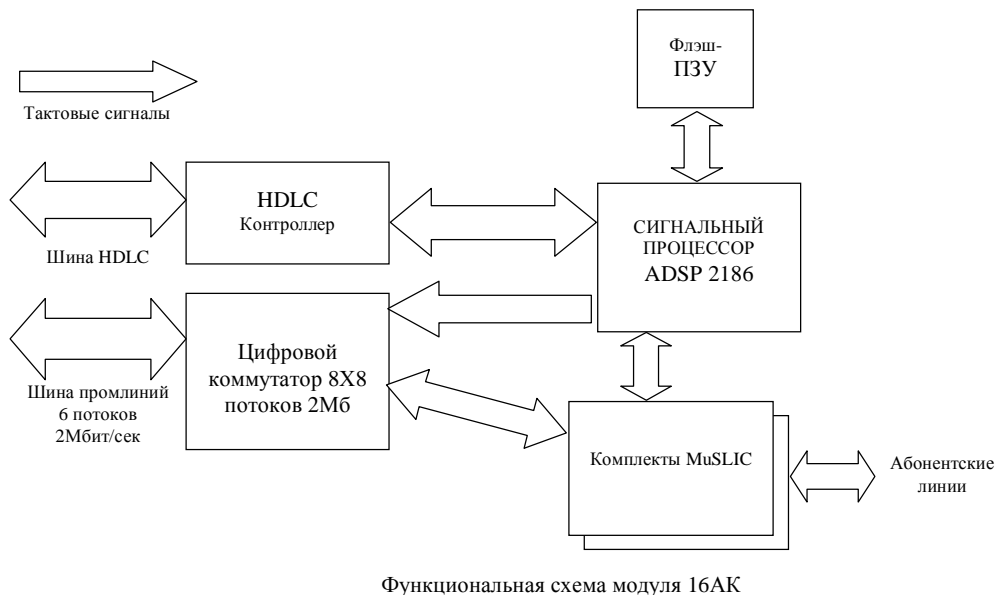 Флэш-
ПЗУ
Тактовые сигналы
HDLC
Контроллер
Шина HDLC
СИГНАЛЬНЫЙ
ПРОЦЕССОР
ADSP 2186
Цифровой
коммутатор 8X8
потоков 2Мб
Шина промлиний
6 потоков
2Мбит/сек
Комплекты MuSLIC
Абонентские
линии
Функциональная схема модуля 16АК